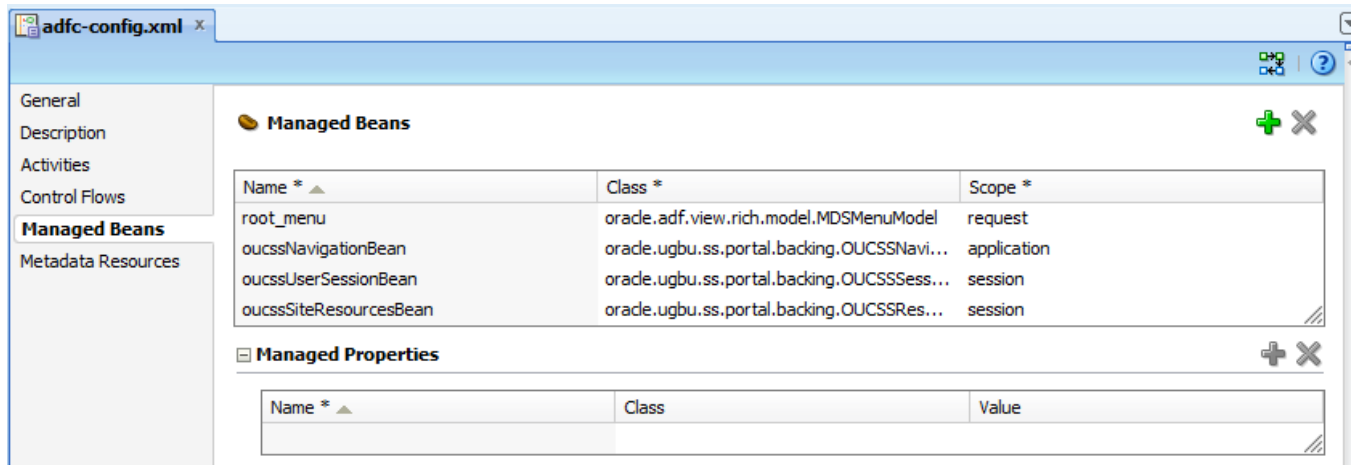 adfc-config.xml x
General
Description
Activities
Control Flows
Managed Beans
Metadata Resources
Managed Beans
Name * Class * Scope *
root_menu oracle.adf.view.rich.model.MDSMenuModel request
oucssNavigationBean oracle.ugbu.ss.portal.backing.OUCSSNavi... application
oucssUserSessionBean oracle.ugbu.ss.portal.backing.OUCSSSess... session
oucssSiteResourcesBean oracle.ugbu.ss.portal.backing.OUCSSRes... session
Managed Properties
Name * Class Value